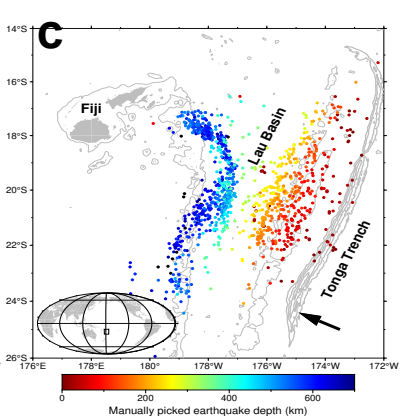 C
14°S
16°S
18°S
20°S
22°S
24°S
26°S
Fiji
Lau Basin
Tonga Trench
176°E 178°E 180° 178°W 176°W 174°W 172°W
0 200 400 600
Manually picked earthquake depth (km)